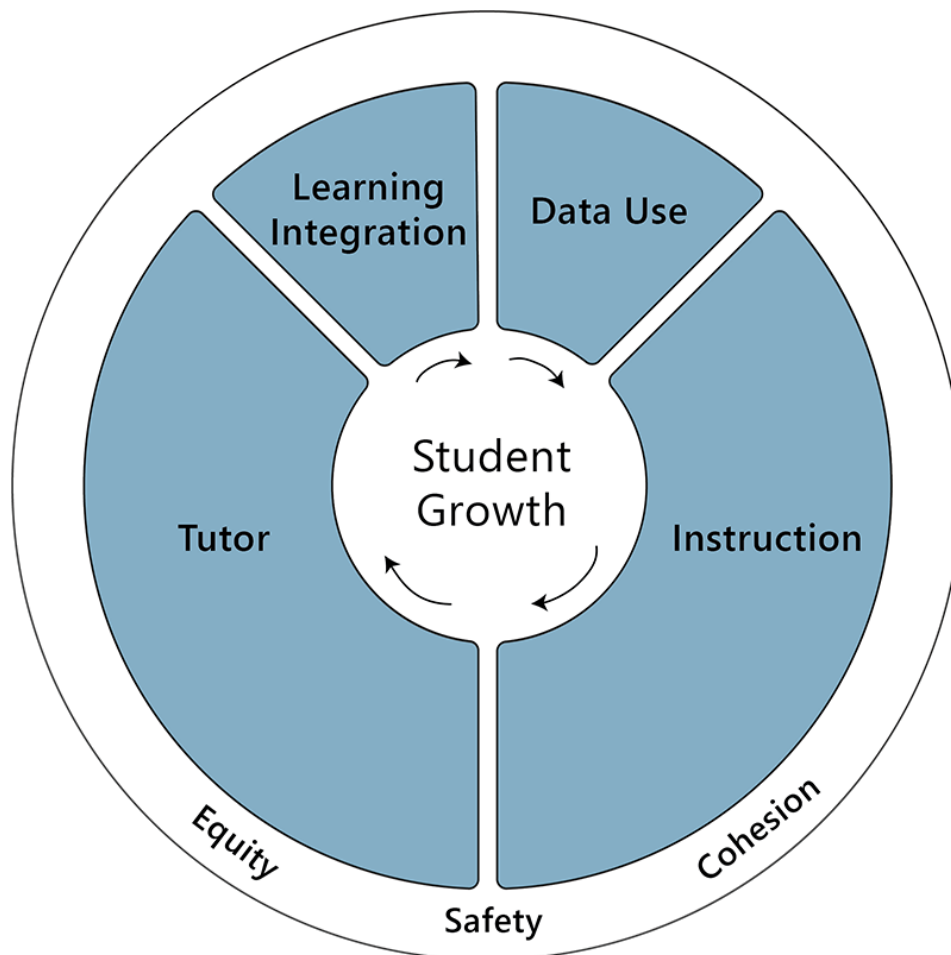 Learning
Integration
Data Use
Student
Growth
Tutor
Instruction
Equity
Safety
Cohesion